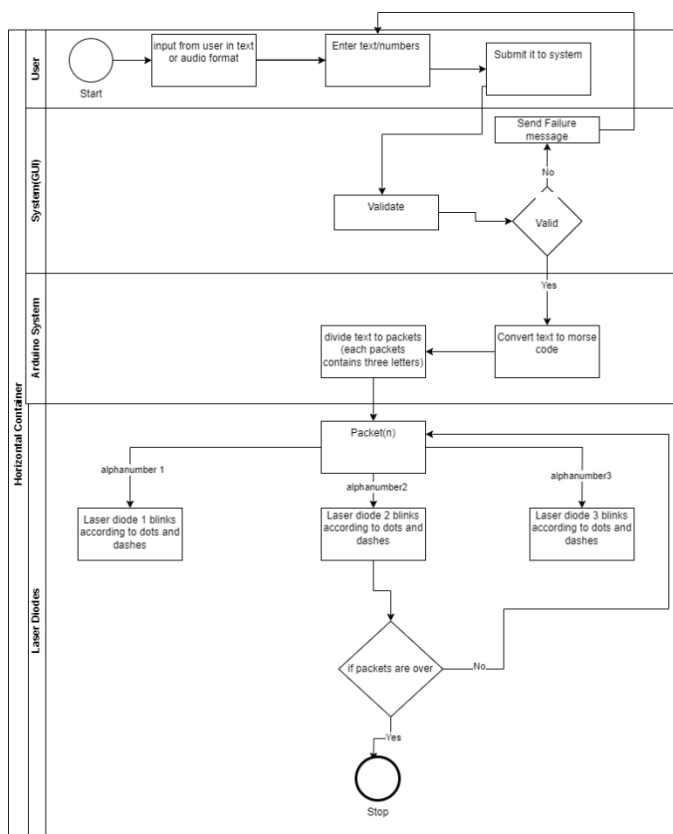 Horizontal Container
User
Start
input from user in text
or audio format
Enter text/numbers
Submit it to system
System(GUI)
Send Failure
message
No
Validate
Valid
Yes
Arduino System
divide text to packets
(each packets
contains three letters)
Convert text to morse
code
Laser Diodes
Packet(n)
alphanumber 1
alphanumber2
alphanumber3
Laser diode 1 blinks
according to dots and
dashes
Laser diode 2 blinks
according to dots and
dashes
Laser diode 3 blinks
according to dots and
dashes
if packets are over
No
Yes
Stop